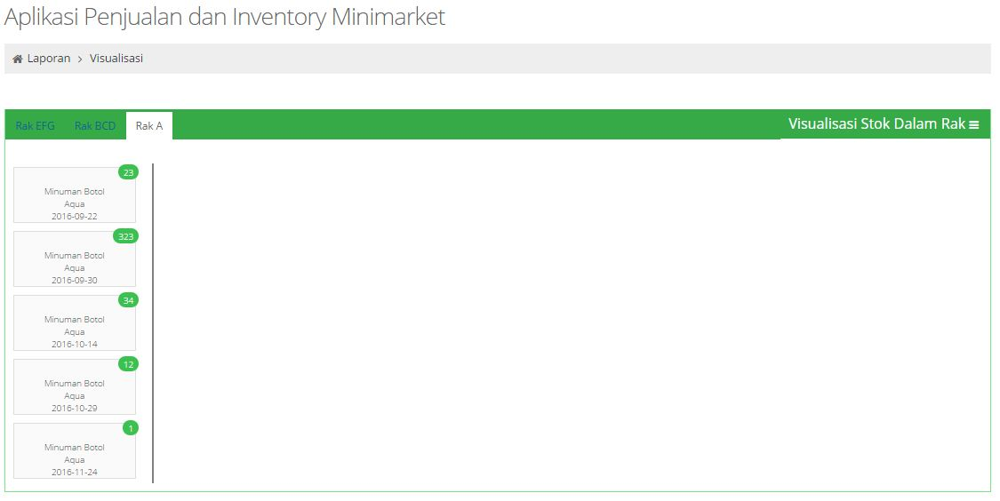 Aplikasi Penjualan dan Inventory Minimarket
Laporan > Visualisasi
Rak EFG Rak BCD Rak A Visualisasi Stok Dalam Rak
23
Minuman Botol
Aqua
2016-09-22
323
Minuman Botol
Aqua
2016-09-30
34
Minuman Botol
Aqua
2016-10-14
12
Minuman Botol
Aqua
2016-10-29
1
Minuman Botol
Aqua
2016-11-24